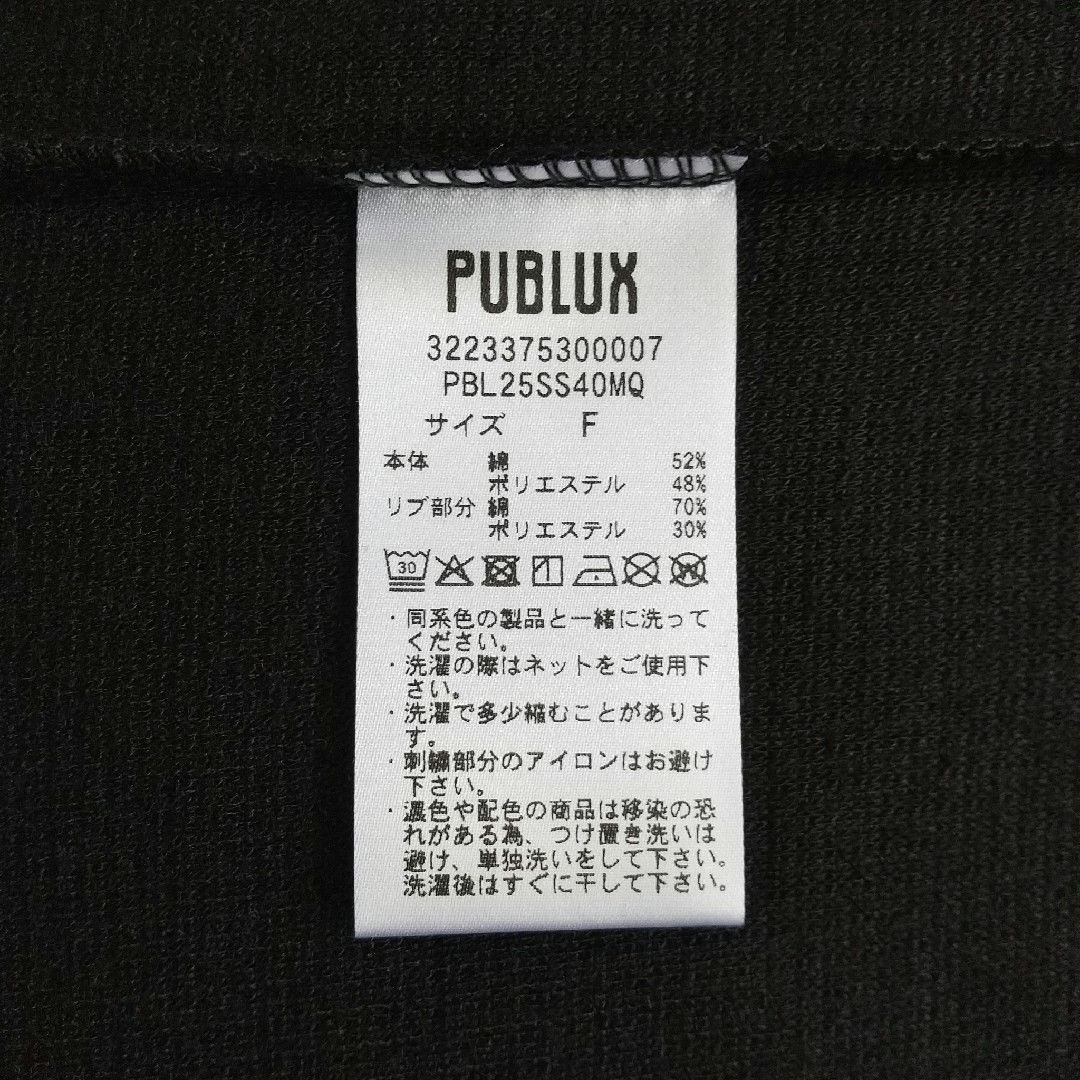 PUBLUX
3223375300007
PBL25SS40MQ
サイズ F
本体 綿 52%
ポリエステル 48%
リブ部分 綿 70%
ポリエステル 30%
30
・同系色の製品と一緒に洗って
ください。
・洗濯の際はネットをご使用下
さい。
・洗濯で多少縮むことがありま
す。
・刺繍部分のアイロンはお避け
下さい。
・濃色や配色の商品は移染の恐
れがある為、つけ置き洗いは
避け、単独洗いをして下さい。
洗濯後はすぐに干して下さい。